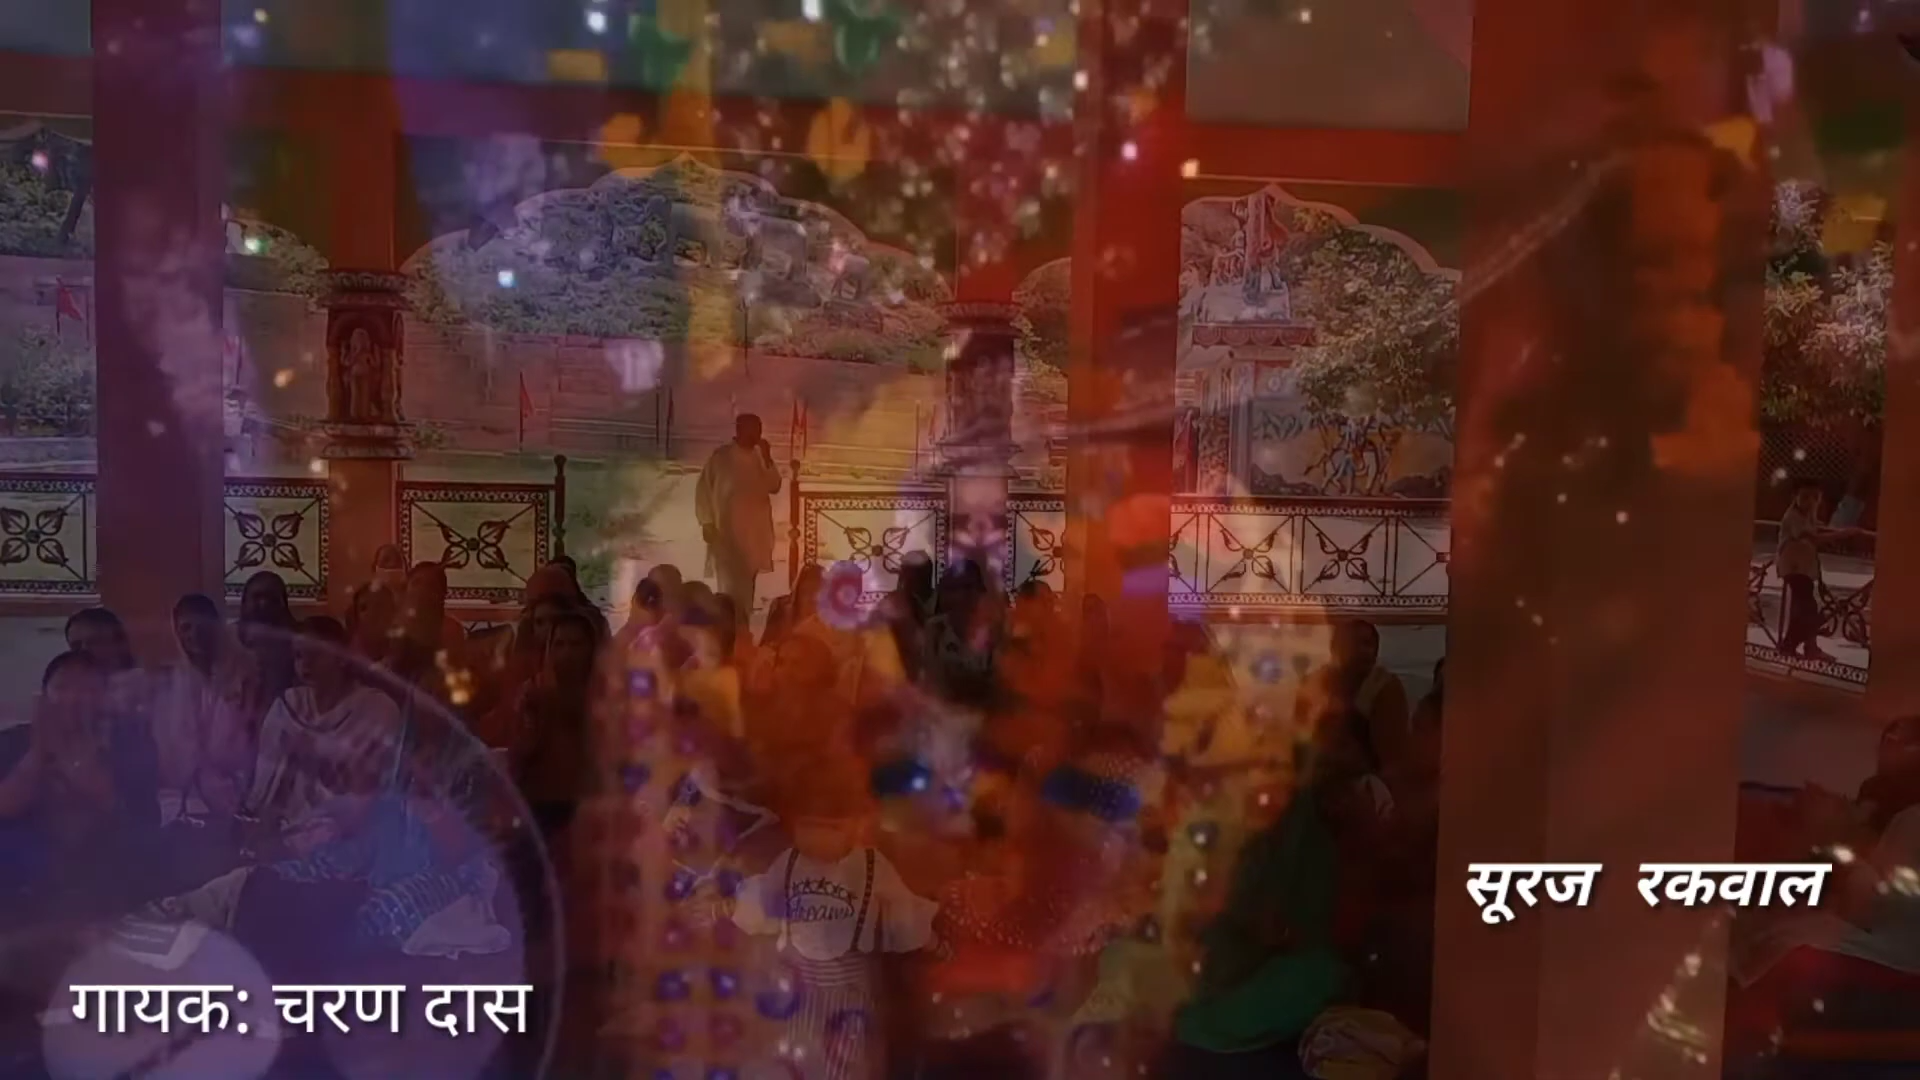 सूरज रकवाल
गायक: चरण दास